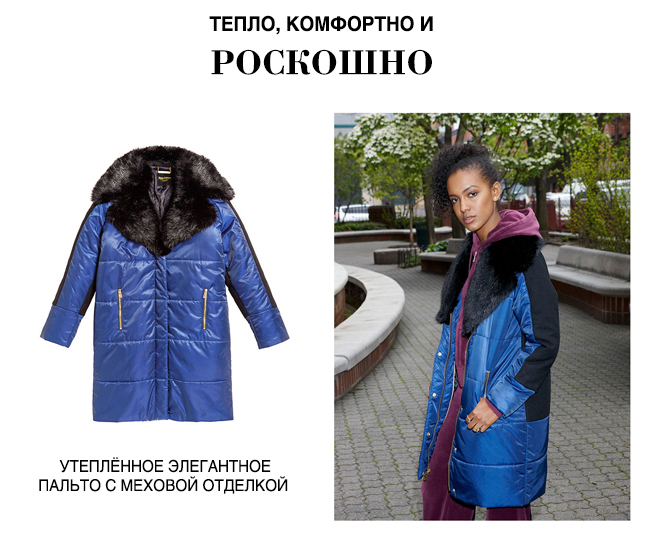 ТЕПЛО, КОМФОРТНО И
РОСКОШНО
УТЕПЛЁННОЕ ЭЛЕГАНТНОЕ
ПАЛЬТО С МЕХОВОЙ ОТДЕЛКОЙ